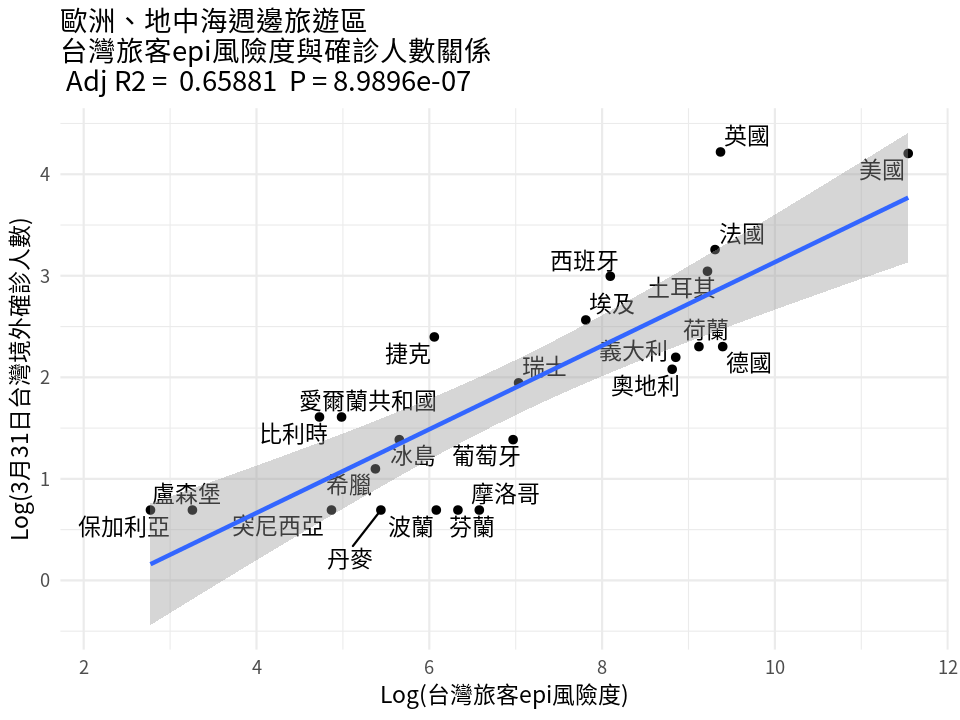 歐洲、地中海週邊旅遊區
台灣旅客epi風險度與確診人數關係
Adj R2 = 0.65881 P = 8.9896e-07
英國
美國
法國
西班牙
土耳其
埃及
荷蘭
捷克
義大利
德國
瑞士
奧地利
愛爾蘭共和國
比利時
冰島
葡萄牙
希臘
盧森堡
摩洛哥
保加利亞
突尼西亞
波蘭
芬蘭
丹麥
4
3
2
1
0
Log(3月31日台灣境外確診人數)
2
4
6
8
10
12
Log(台灣旅客epi風險度)